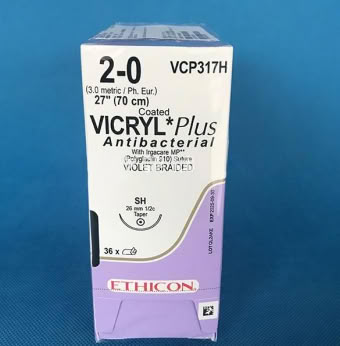 2-0
VCP317H
(3.0 metric / Ph. Eur.)
27" (70 cm)
Coated
VICRYL* Plus
Antibacterial
With Irgacare MP**
(Polyglactin 910) Suture
VIOLET BRAIDED
SH
26 mm 1/2c
Taper
36 x
ETHICON